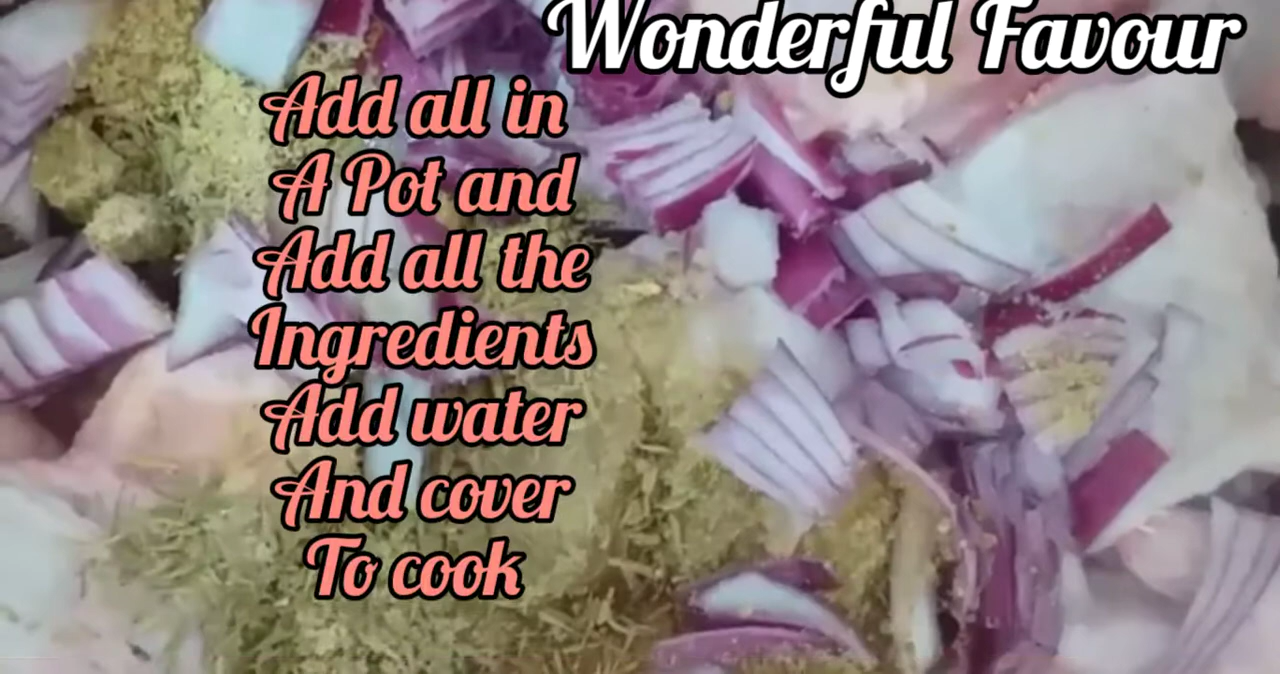 Wonderful Favour
Add all in
A Pot and
Add all the
Ingredients
Add water
And cover
To cook